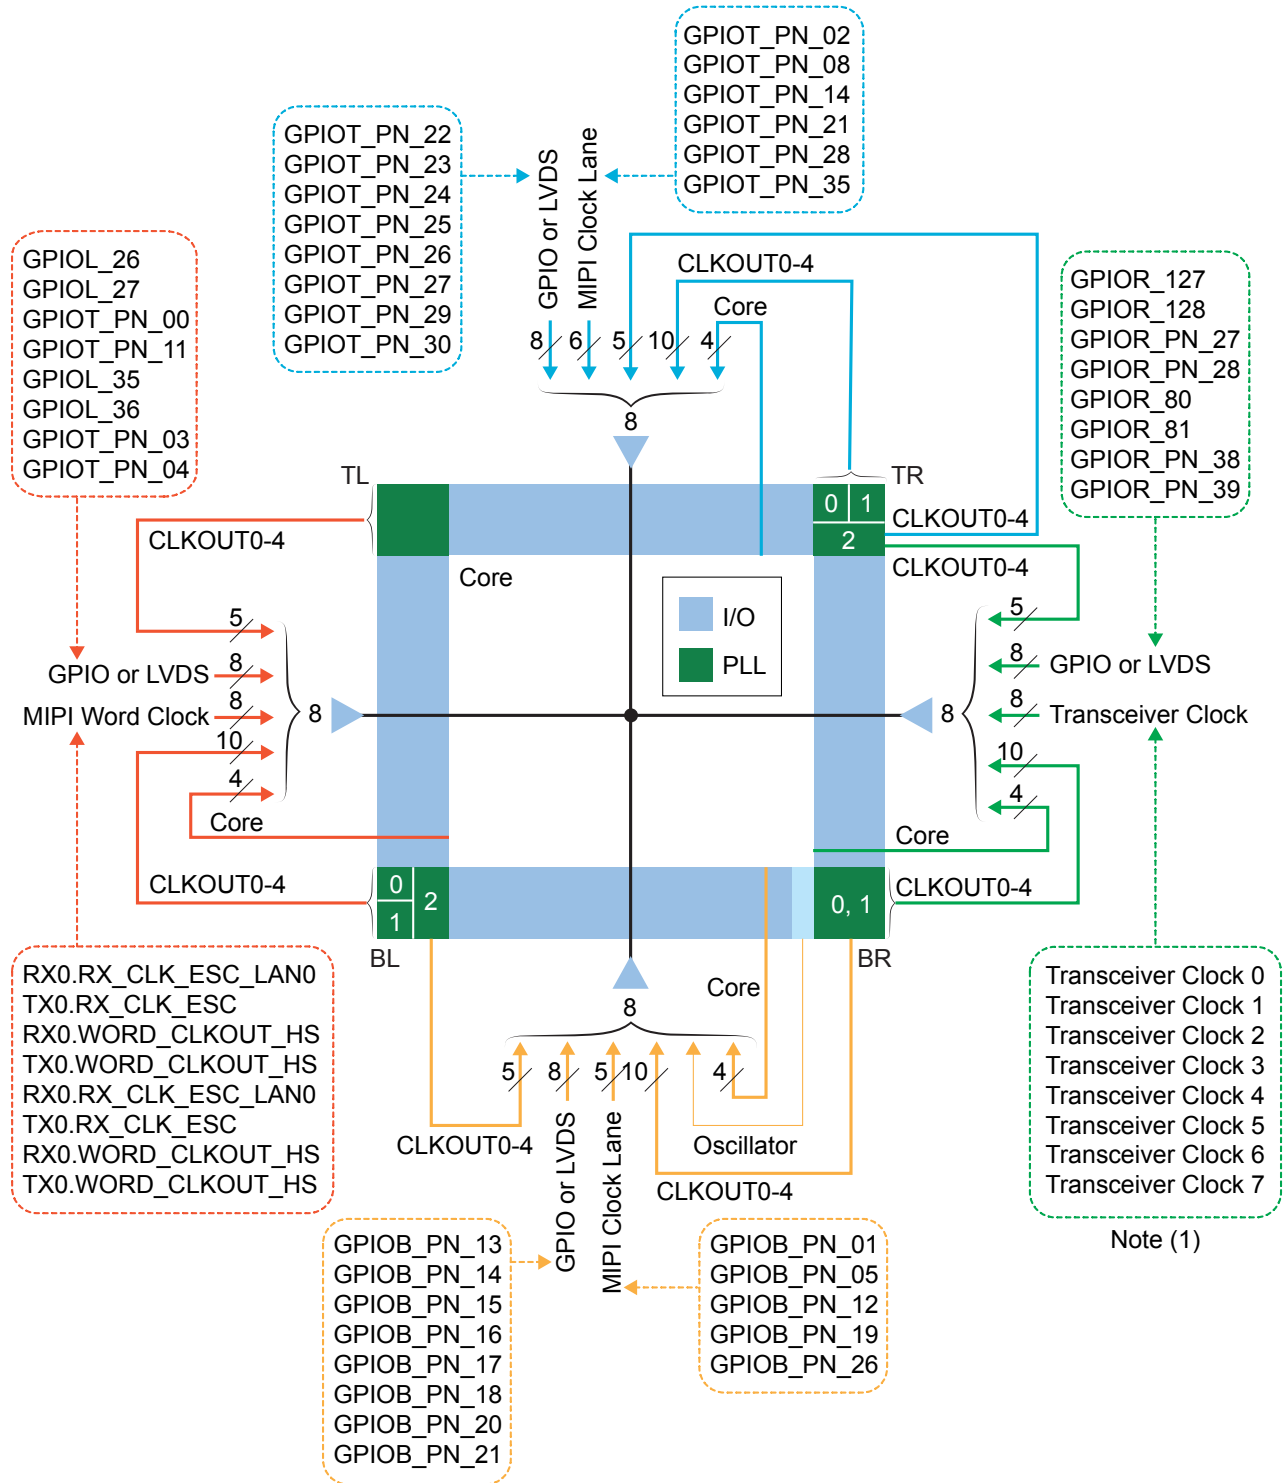 GPIOT_PN_02
GPIOT_PN_08
GPIOT_PN_14
GPIOT_PN_21
GPIOT_PN_28
GPIOT_PN_35
GPIOT_PN_22
GPIOT_PN_23
GPIOT_PN_24
GPIOT_PN_25
GPIOT_PN_26
GPIOT_PN_27
GPIOT_PN_29
GPIOT_PN_30
GPIO or LVDS
MIPI Clock Lane
CLKOUT0-4
Core
8 6 5 10 4
8
GPIOL_26
GPIOL_27
GPIOT_PN_00
GPIOT_PN_11
GPIOL_35
GPIOL_36
GPIOT_PN_03
GPIOT_PN_04
GPIOR_127
GPIOR_128
GPIOR_PN_27
GPIOR_PN_28
GPIOR_80
GPIOR_81
GPIOR_PN_38
GPIOR_PN_39
TL
TR
0 1
2
CLKOUT0-4
CLKOUT0-4
CLKOUT0-4
Core
I/O
PLL
5
GPIO or LVDS 8
MIPI Word Clock 8
10
4
8
Core
CLKOUT0-4
5
8 GPIO or LVDS
8 Transceiver Clock
10
4
8
Core
CLKOUT0-4
0
1
2
0, 1
BL
BR
Core
8
5 8 5 10 4
CLKOUT0-4
GPIO or LVDS
MIPI Clock Lane
Oscillator
CLKOUT0-4
RX0.RX_CLK_ESC_LAN0
TX0.RX_CLK_ESC
RX0.WORD_CLKOUT_HS
TX0.WORD_CLKOUT_HS
RX0.RX_CLK_ESC_LAN0
TX0.RX_CLK_ESC
RX0.WORD_CLKOUT_HS
TX0.WORD_CLKOUT_HS
Transceiver Clock 0
Transceiver Clock 1
Transceiver Clock 2
Transceiver Clock 3
Transceiver Clock 4
Transceiver Clock 5
Transceiver Clock 6
Transceiver Clock 7
Note (1)
GPIOB_PN_13
GPIOB_PN_14
GPIOB_PN_15
GPIOB_PN_16
GPIOB_PN_17
GPIOB_PN_18
GPIOB_PN_20
GPIOB_PN_21
GPIOB_PN_01
GPIOB_PN_05
GPIOB_PN_12
GPIOB_PN_19
GPIOB_PN_26